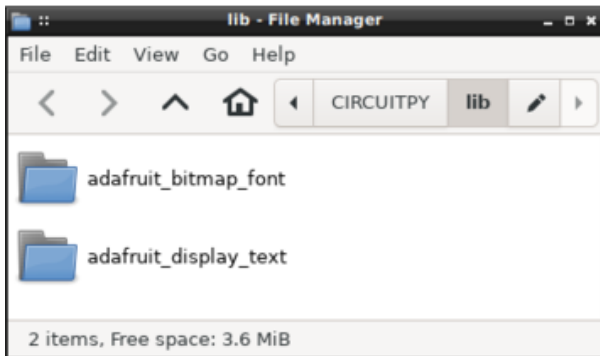 lib - File Manager
File Edit View Go Help
CIRCUITPY lib
adafruit_bitmap_font
adafruit_display_text
2 items, Free space: 3.6 MiB